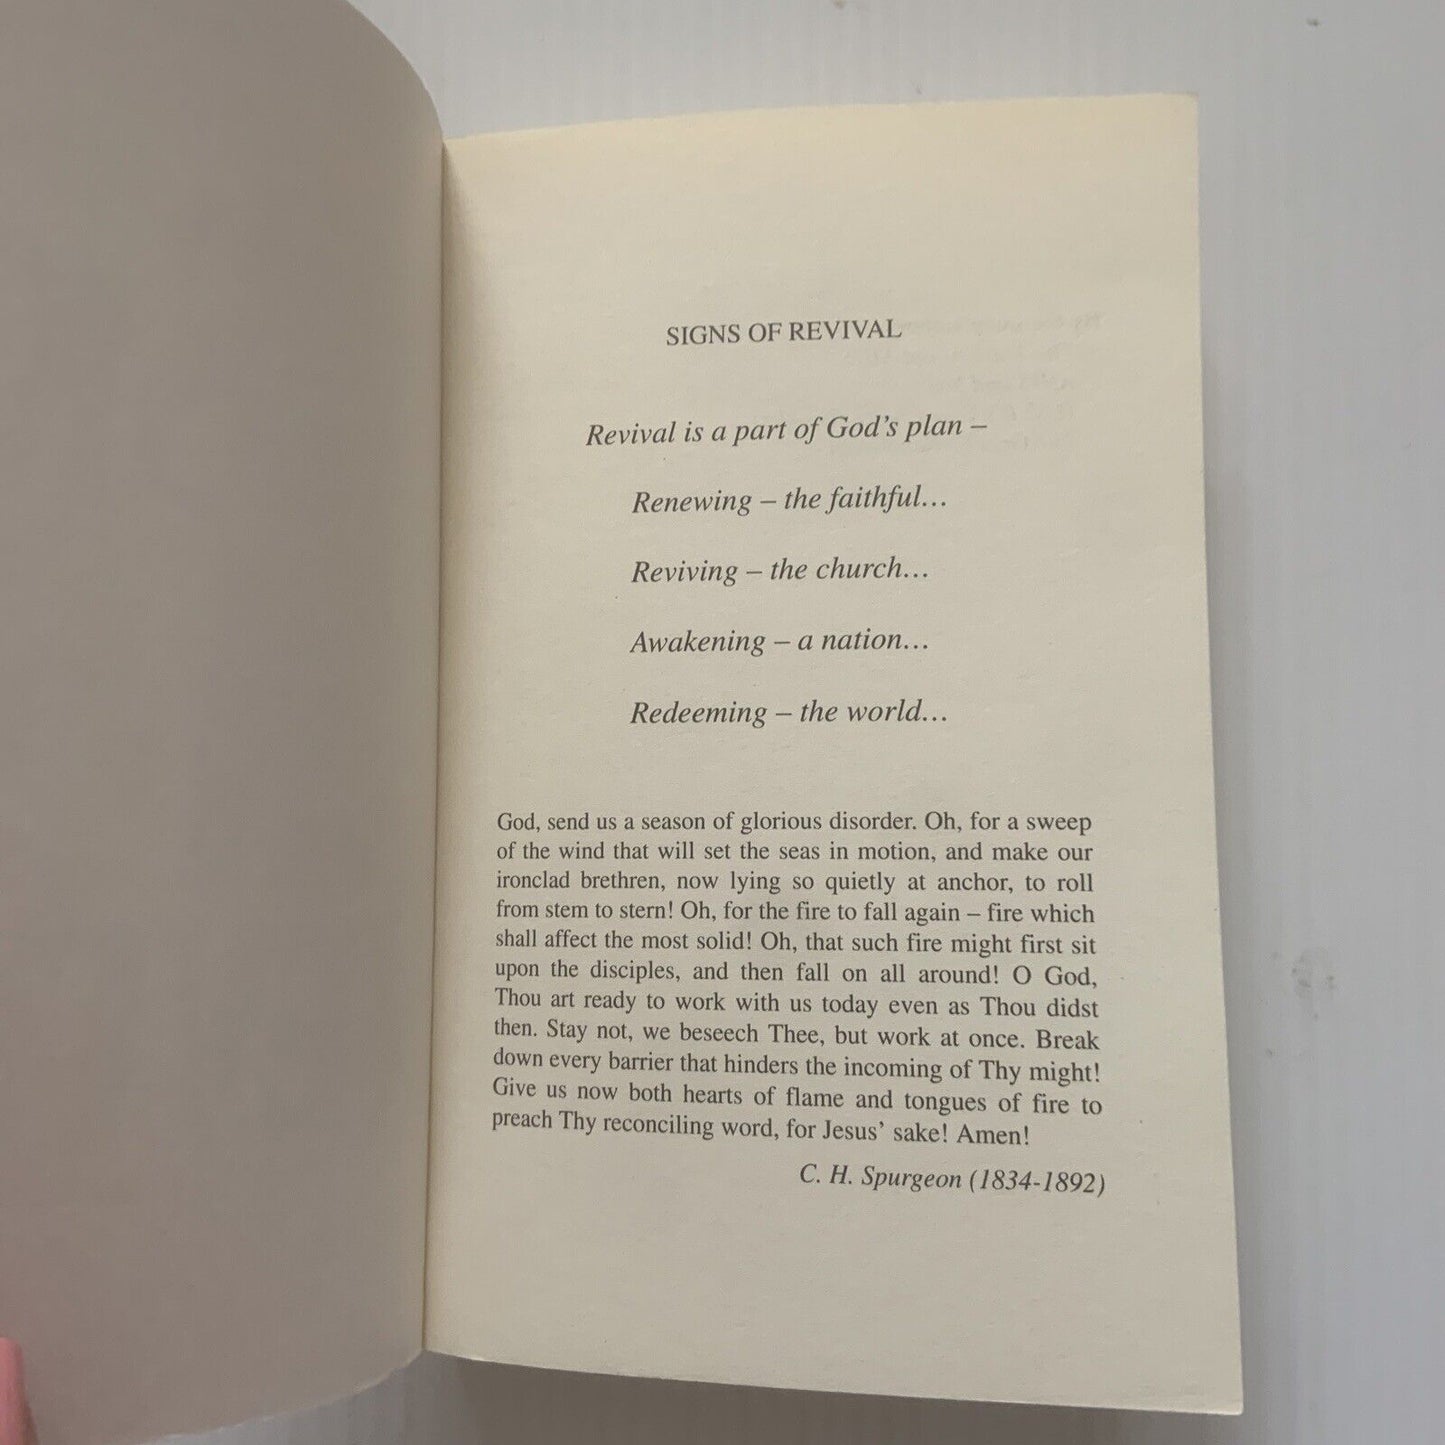 SIGNS OF REVIVAL
Revival is a part of God's plan –
Renewing – the faithful…
Reviving – the church…
Awakening – a nation…
Redeeming – the world…
God, send us a season of glorious disorder. Oh, for a sweep
of the wind that will set the seas in motion, and make our
ironclad brethren, now lying so quietly at anchor, to roll
from stem to stern! Oh, for the fire to fall again – fire which
shall affect the most solid! Oh, that such fire might first sit
upon the disciples, and then fall on all around! O God,
Thou art ready to work with us today even as Thou didst
then. Stay not, we beseech Thee, but work at once. Break
down every barrier that hinders the incoming of Thy might!
Give us now both hearts of flame and tongues of fire to
preach Thy reconciling word, for Jesus' sake! Amen!
C. H. Spurgeon (1834-1892)